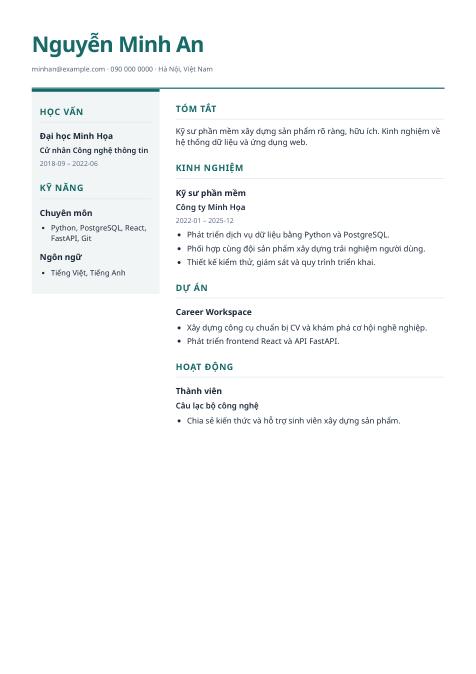 Nguyễn Minh An
minhan@example.com · 090 000 0000 · Hà Nội, Việt Nam
HỌC VẤN
Đại học Minh Họa
Cử nhân Công nghệ thông tin
2018-09 – 2022-06
KỸ NĂNG
Chuyên môn
• Python, PostgreSQL, React,
FastAPI, Git
Ngôn ngữ
• Tiếng Việt, Tiếng Anh
TÓM TẮT
Kỹ sư phần mềm xây dựng sản phẩm rõ ràng, hữu ích. Kinh nghiệm về
hệ thống dữ liệu và ứng dụng web.
KINH NGHIỆM
Kỹ sư phần mềm
Công ty Minh Họa
2022-01 – 2025-12
• Phát triển dịch vụ dữ liệu bằng Python và PostgreSQL.
• Phối hợp cùng đội sản phẩm xây dựng trải nghiệm người dùng.
• Thiết kế kiểm thử, giám sát và quy trình triển khai.
DỰ ÁN
Career Workspace
• Xây dựng công cụ chuẩn bị CV và khám phá cơ hội nghề nghiệp.
• Phát triển frontend React và API FastAPI.
HOẠT ĐỘNG
Thành viên
Câu lạc bộ công nghệ
• Chia sẻ kiến thức và hỗ trợ sinh viên xây dựng sản phẩm.